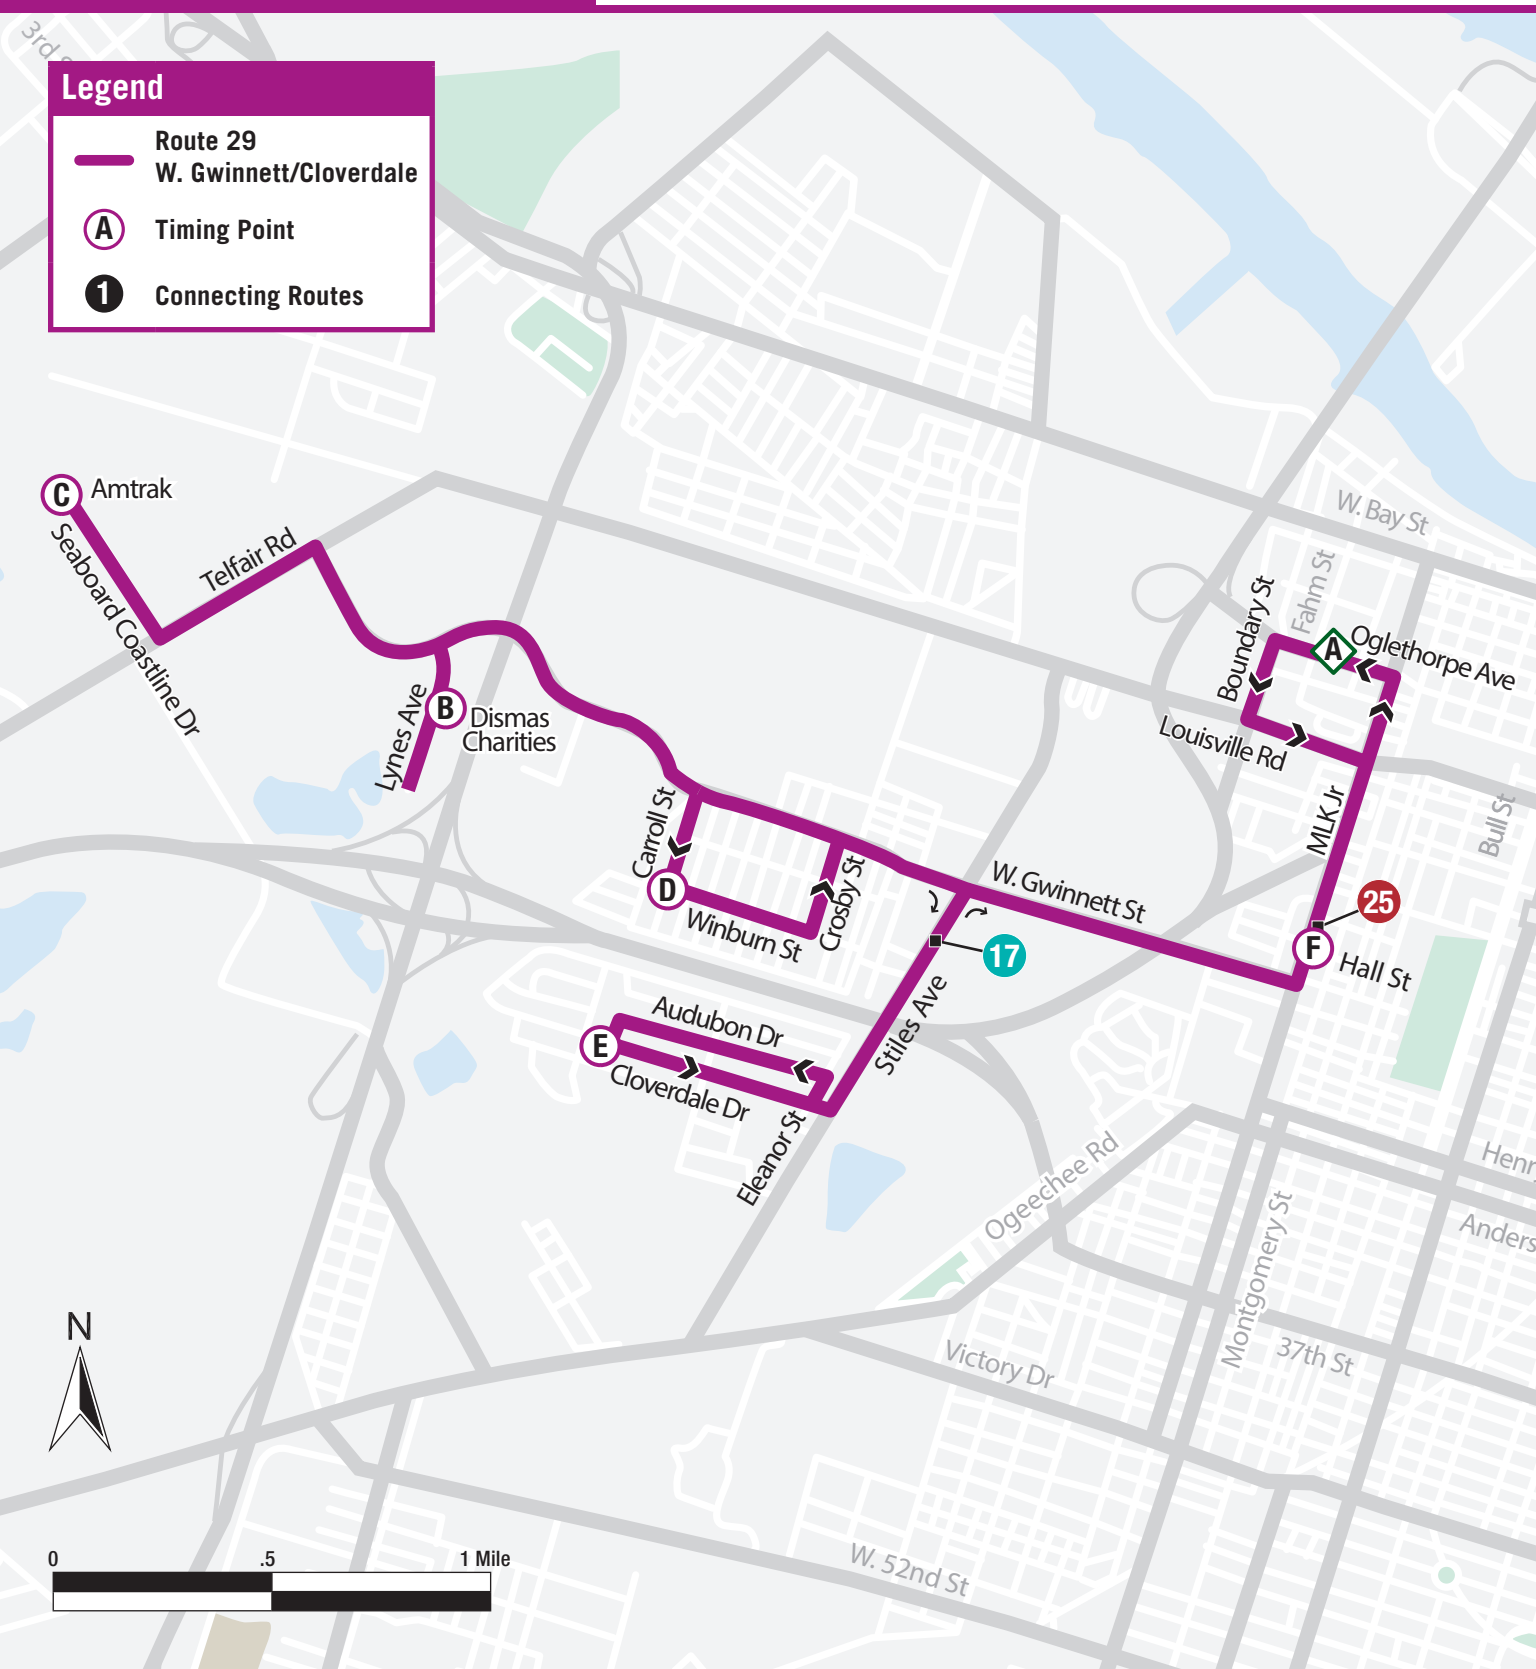 3rd
Legend
Route 29
W. Gwinnett/Cloverdale
A
Timing Point
1
Connecting Routes
W. Bay St
C
Amtrak
Seaboard Coastline Dr
Telfair Rd
Fahm St
Boundary St
A
Oglethorpe Ave
Lynes Ave
B
Dismas
Charities
Louisville Rd
Carroll St
MLK Jr
Bull St
D
Winburn St
Crosby St
W. Gwinnett St
25
17
F
Hall St
Stiles Ave
Audubon Dr
E
Cloverdale Dr
Eleanor St
Ogeechee Rd
Henr
Anders
Montgomery St
N
Victory Dr
37th St
0
.5
1 Mile
W. 52nd St